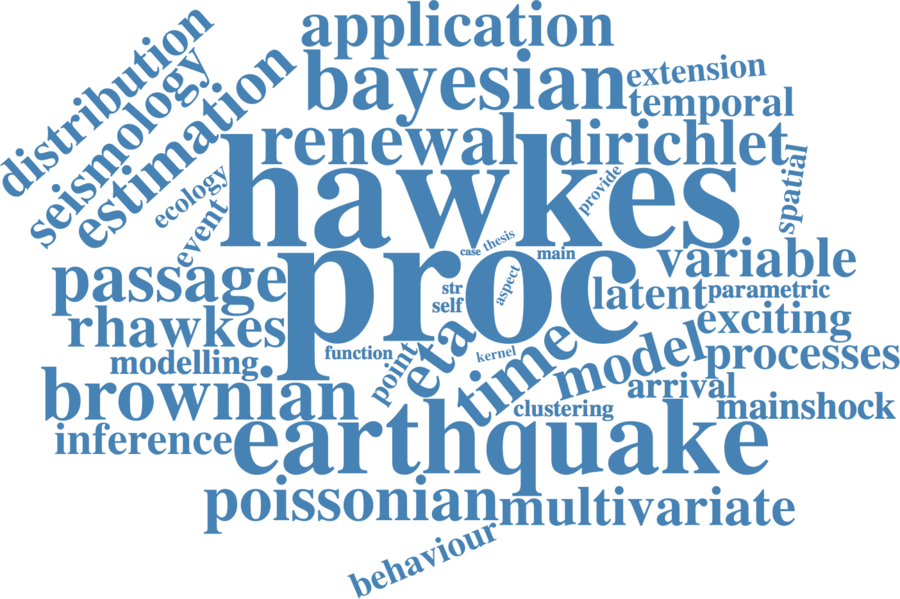 application
distribution
bayesian
extension
seismology
temporal
estimation
renewal
dirichlet
hawkes
ecology
provide
spatial
event
case
thesis
main
proc
variable
passage
str
aspect
latent
parametric
self
rhawkes
exciting
function
point
eta
kernel
time
model
processes
modelling
brownian
arrival
clustering
mainshock
inference
earthquake
poissonian
multivariate
behaviour